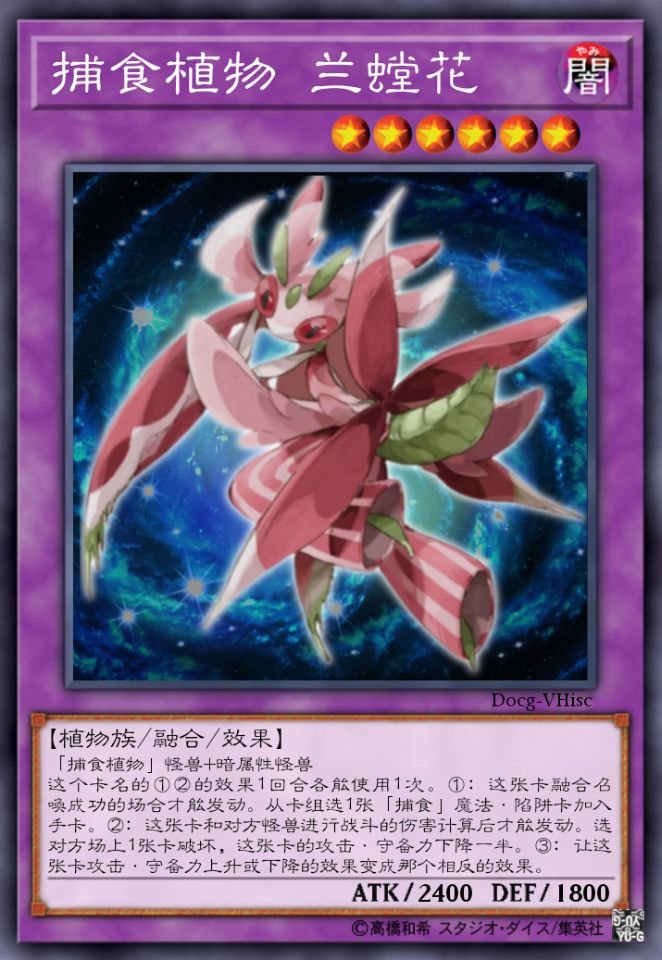 捕食植物 兰螳花
やみ
闇
Docg-VHisc
【植物族/融合/效果】
「捕食植物」怪兽+暗属性怪兽
这个卡名的①②的效果1回合各能使用1次。①：这张卡融合召
唤成功的场合才能发动。从卡组选1张「捕食」魔法·陷阱卡加入
手卡。②：这张卡和对方怪兽进行战斗的伤害计算后才能发动。选
对方场上1张卡破坏，这张卡的攻击·守备力下降一半。③：让这
张卡攻击·守备力上升或下降的效果变成那个相反的效果。
ATK/2400 DEF/1800
©高橋和希 スタジオ·ダイス/集英社